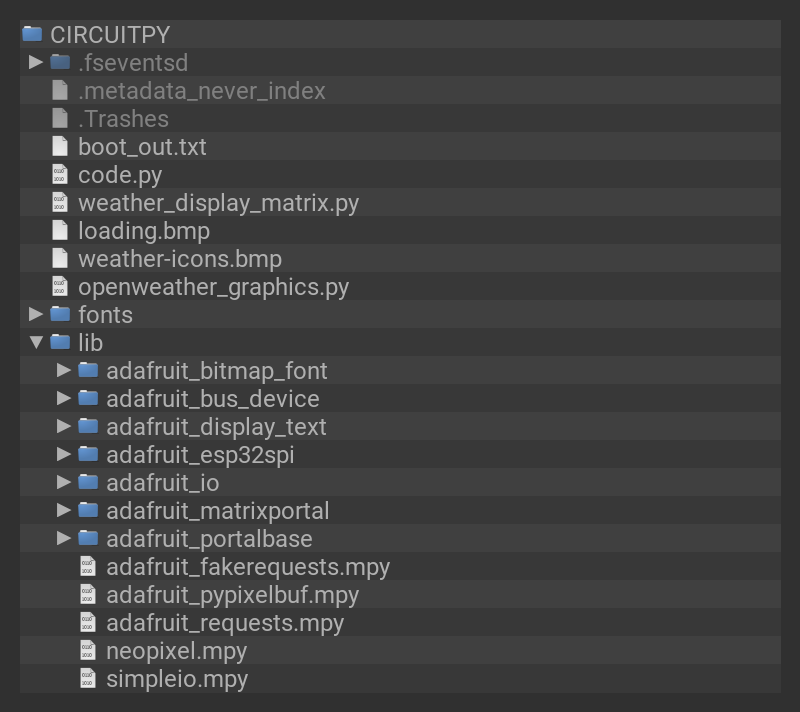 CIRCUITPY
.fseventsd
.metadata_never_index
.Trashes
boot_out.txt
code.py
weather_display_matrix.py
loading.bmp
weather-icons.bmp
openweather_graphics.py
fonts
lib
adafruit_bitmap_font
adafruit_bus_device
adafruit_display_text
adafruit_esp32spi
adafruit_io
adafruit_matrixportal
adafruit_portalbase
adafruit_fakerequests.mpy
adafruit_pypixelbuf.mpy
adafruit_requests.mpy
neopixel.mpy
simpleio.mpy